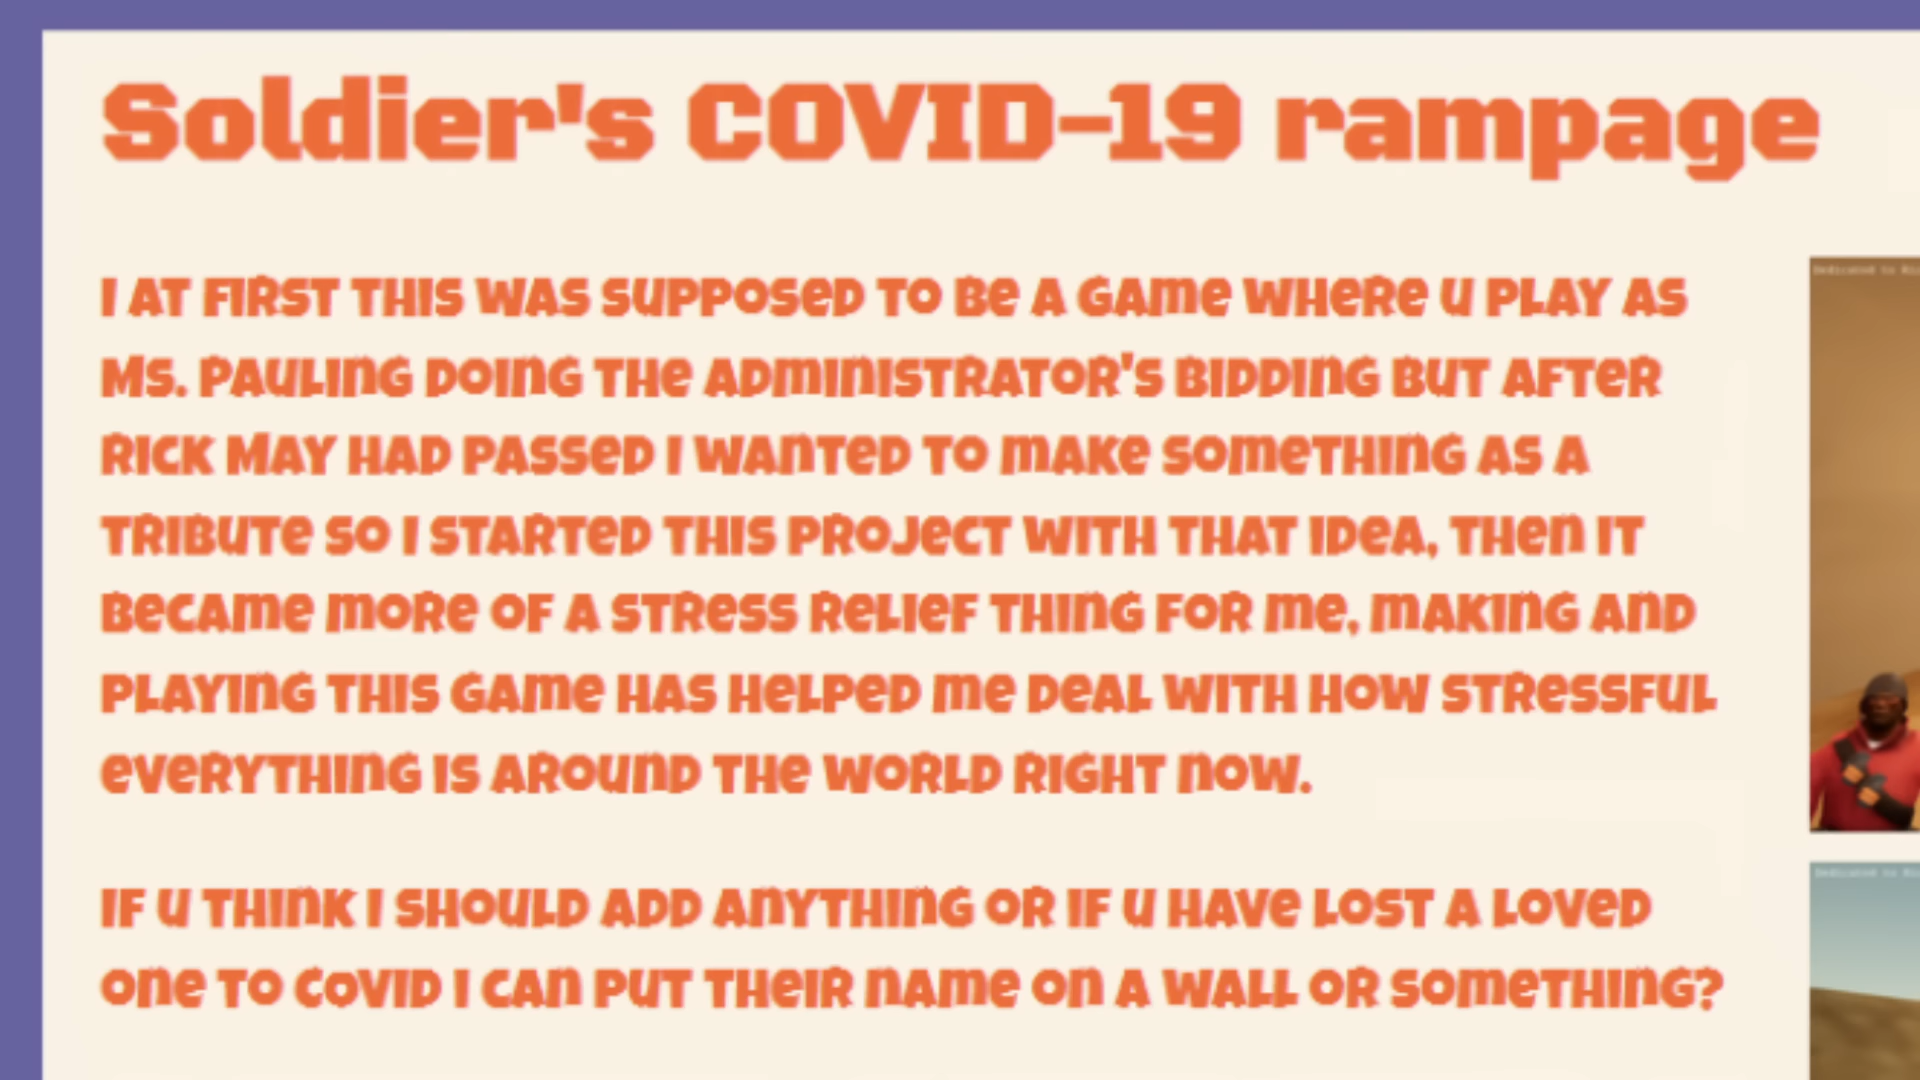 Soldier's COVID-19 rampage
I AT FIRST THIS WAS SUPPOSED TO BE A GAME WHERE U PLAY AS
MS. PAULING DOING THE ADMINISTRATOR'S BIDDING BUT AFTER
RICK MAY HAD PASSED I WANTED TO MAKE SOMETHING AS A
TRIBUTE SO I STARTED THIS PROJECT WITH THAT IDEA, THEN IT
BECAME MORE OF A STRESS RELIEF THING FOR ME, MAKING AND
PLAYING THIS GAME HAS HELPED ME DEAL WITH HOW STRESSFUL
EVERYTHING IS AROUND THE WORLD RIGHT NOW.
IF U THINK I SHOULD ADD ANYTHING OR IF U HAVE LOST A LOVED
ONE TO COVID I CAN PUT THEIR NAME ON A WALL OR SOMETHING?
Dedicated to
Dedicated to